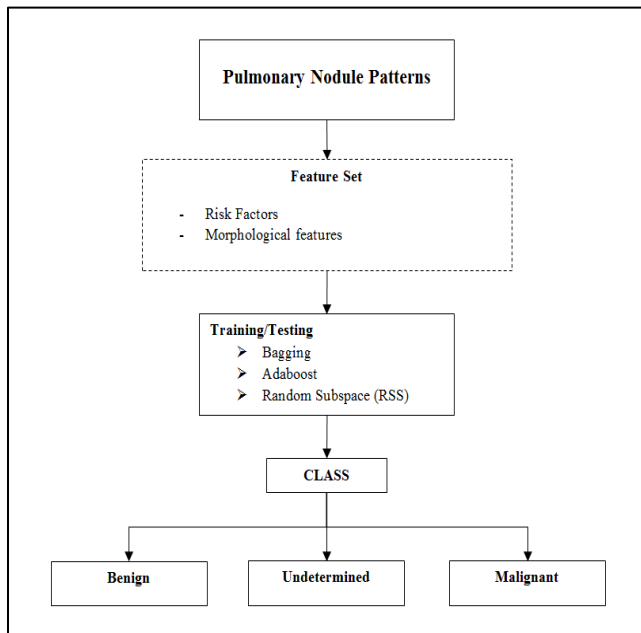 Pulmonary Nodule Patterns
Feature Set
- Risk Factors
- Morphological features
Training/Testing
➢ Bagging
➢ Adaboost
➢ Random Subspace (RSS)
CLASS
Benign
Undetermined
Malignant